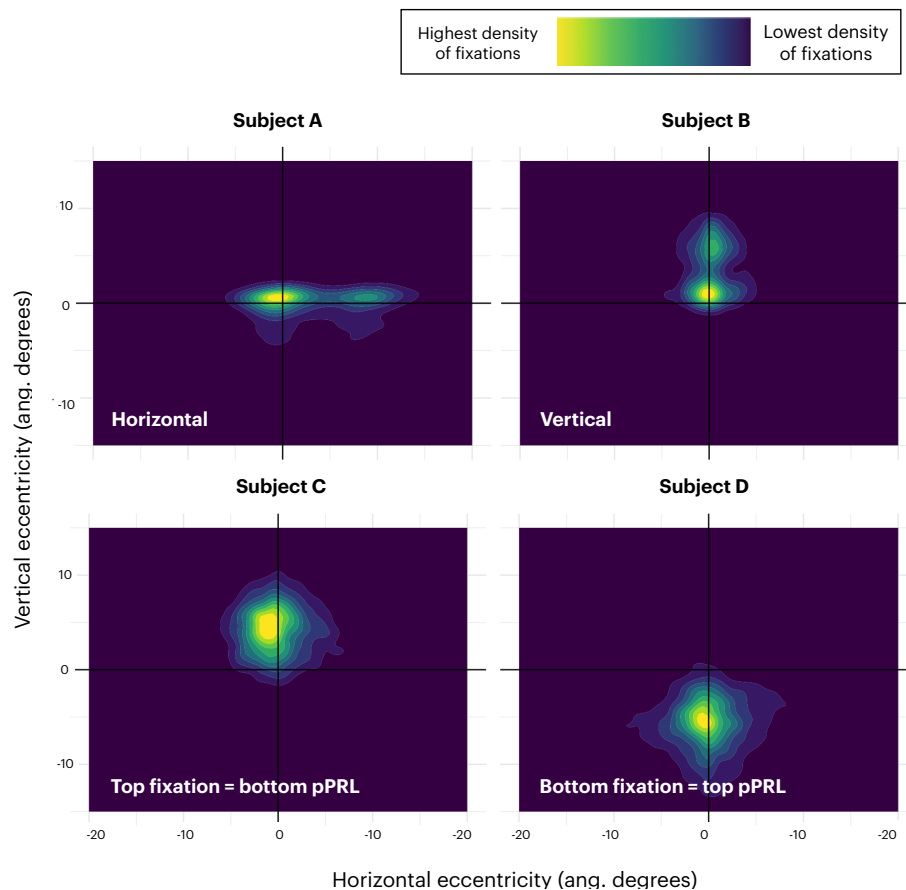 Highest density
of fixations
Lowest density
of fixations
Subject A
Subject B
10
0
-10
Horizontal
Vertical
Subject C
Subject D
10
0
-10
Top fixation = bottom pPRL
Bottom fixation = top pPRL
-20
-10
0
-10
-20
-20
-10
0
-10
-20
Vertical eccentricity (ang. degrees)
Horizontal eccentricity (ang. degrees)